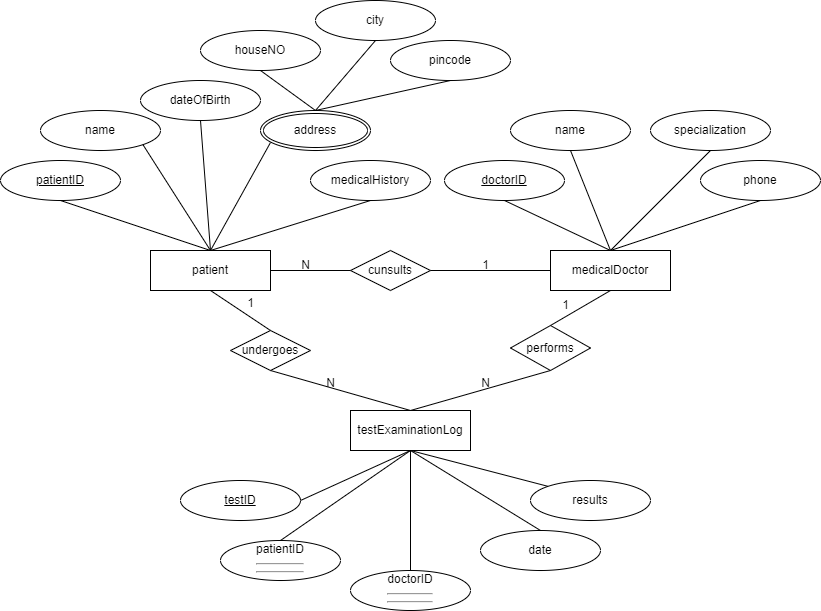 city
houseNO
pincode
dateOfBirth
name
address
name
specialization
patientID
medicalHistory
doctorID
phone
patient
N
cunsults
1
medicalDoctor
1
1
undergoes
performs
N
N
testExaminationLog
testID
results
patientID
date
doctorID